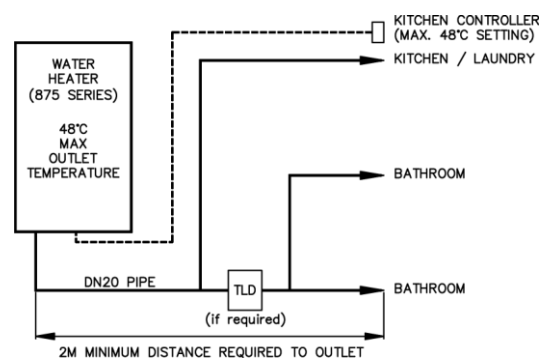 KITCHEN CONTROLLER
(MAX. 48°C SETTING)
KITCHEN / LAUNDRY
WATER
HEATER
(875 SERIES)
48°C
MAX
OUTLET
TEMPERATURE
BATHROOM
DN20 PIPE
TLD
BATHROOM
(if required)
2M MINIMUM DISTANCE REQUIRED TO OUTLET